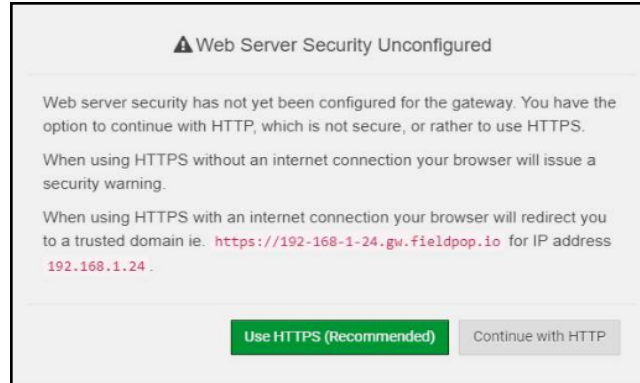 Web Server Security Unconfigured
Web server security has not yet been configured for the gateway. You have the
option to continue with HTTP, which is not secure, or rather to use HTTPS.
When using HTTPS without an internet connection your browser will issue a
security warning.
When using HTTPS with an internet connection your browser will redirect you
to a trusted domain ie. https://192-168-1-24.gw.fieldpop.io for IP address
192.168.1.24 .
Use HTTPS (Recommended) Continue with HTTP